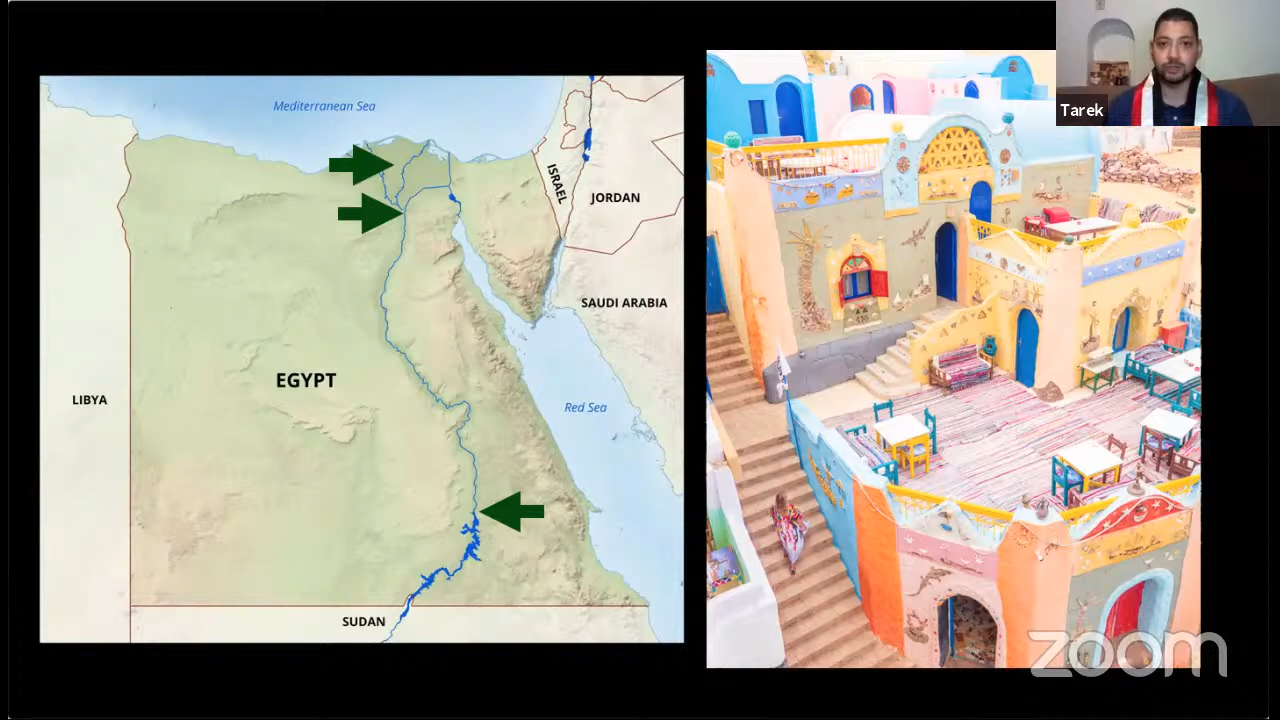 Mediterranean Sea
ISRAEL
JORDAN
SAUDI ARABIA
EGYPT
LIBYA
Red Sea
SUDAN
Tarek
zoom